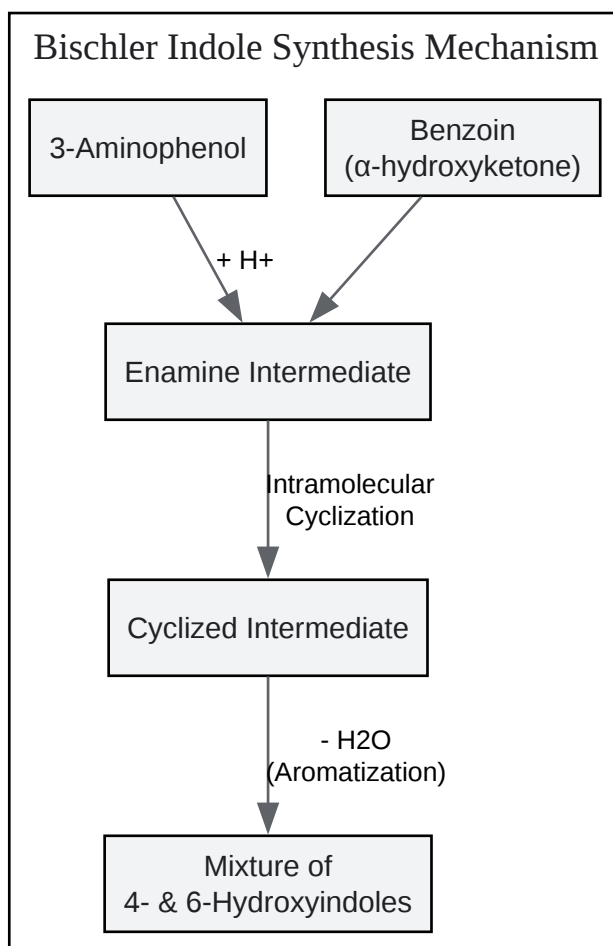 Bischler Indole Synthesis Mechanism
3-Aminophenol
Benzoin
(α-hydroxyketone)
+ H+
Enamine Intermediate
Intramolecular
Cyclization
Cyclized Intermediate
- H2O
(Aromatization)
Mixture of
4- & 6-Hydroxyindoles